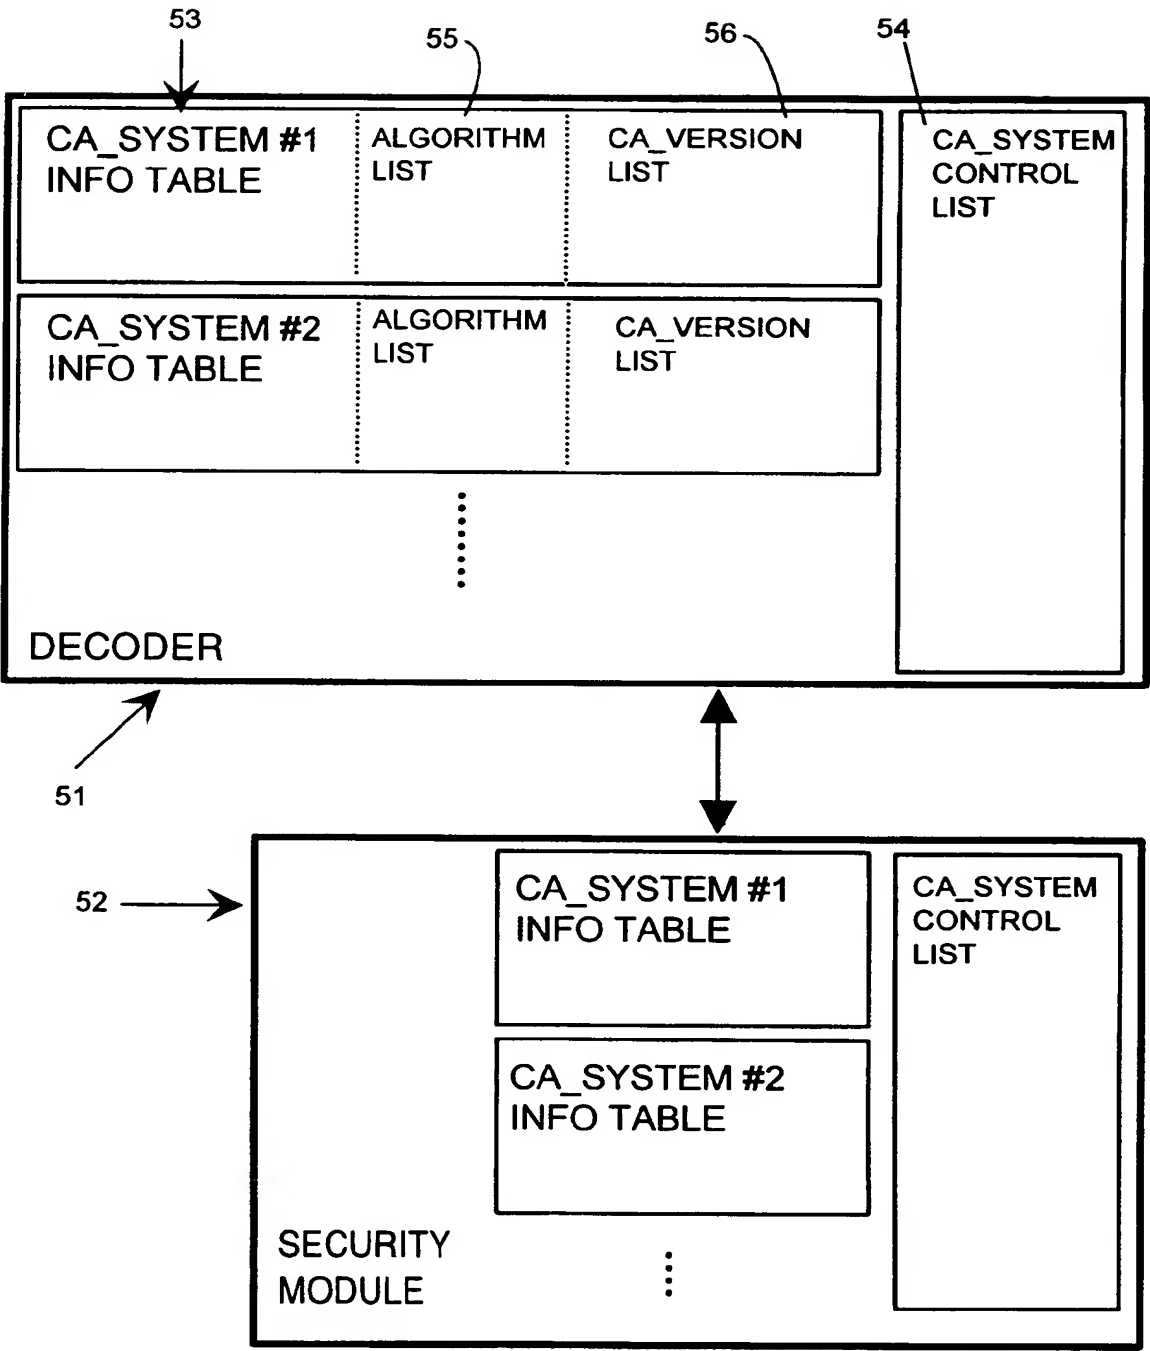 53
55
56
54
CA_SYSTEM #1
INFO TABLE
ALGORITHM
LIST
CA_VERSION
LIST
CA_SYSTEM
CONTROL
LIST
CA_SYSTEM #2
INFO TABLE
ALGORITHM
LIST
CA_VERSION
LIST
DECODER
51
52
CA_SYSTEM #1
INFO TABLE
CA_SYSTEM
CONTROL
LIST
CA_SYSTEM #2
INFO TABLE
SECURITY
MODULE